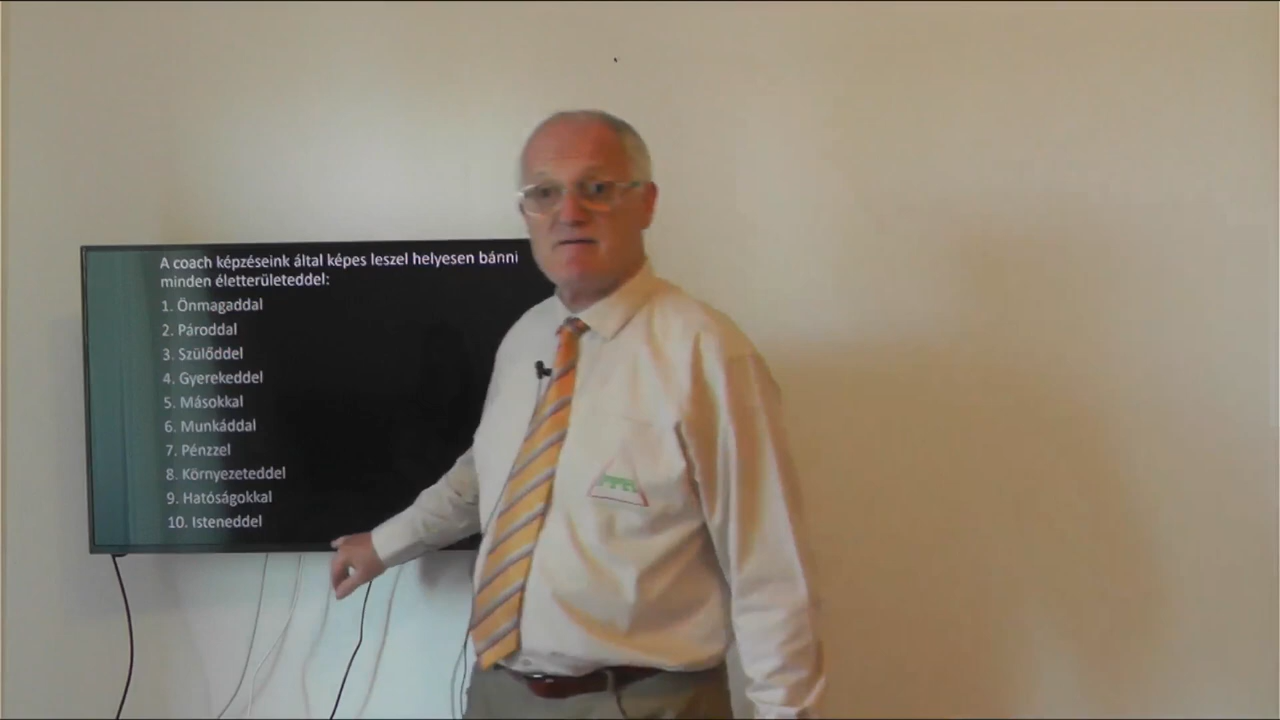 A coach képzéseink által képes leszel helyesen bánni
minden életterületeddel:
1. Önmagaddal
2. Pároddal
3. Szülőddel
4. Gyerekeddel
5. Másokkal
6. Munkáddal
7. Pénzzel
8. Környezeteddel
9. Hatóságokkal
10. Isteneddel